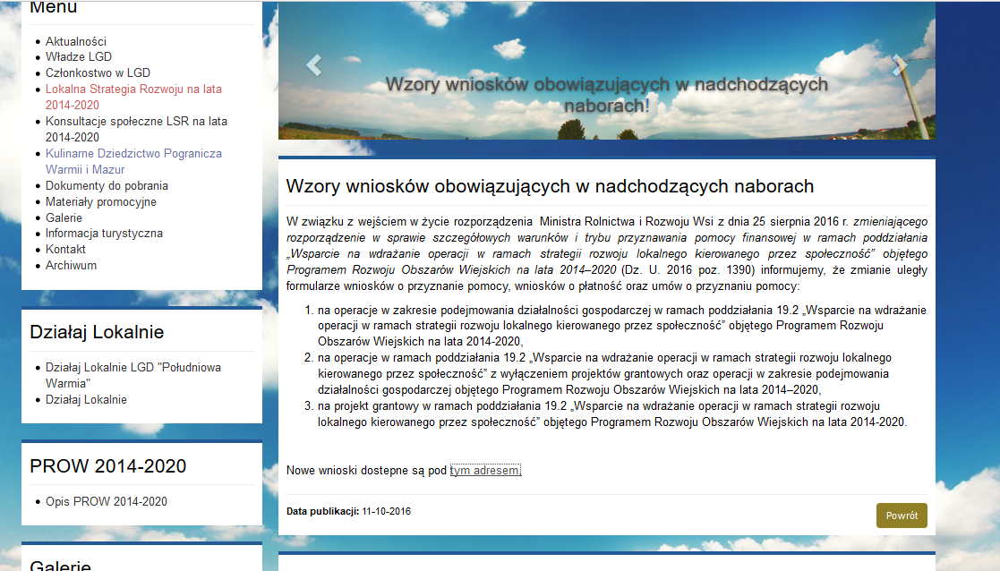 Menu
Aktualności
Władze LGD
Członkostwo w LGD
Lokalna Strategia Rozwoju na lata
2014-2020
Konsultacje społeczne LSR na lata
2014-2020
Kulinarne Dziedzictwo Pogranicza
Warmii i Mazur
Dokumenty do pobrania
Materiały promocyjne
Galerie
Informacja turystyczna
Kontakt
Archiwum
Działaj Lokalnie
Działaj Lokalnie LGD "Południowa
Warmia"
Działaj Lokalnie
PROW 2014-2020
Opis PROW 2014-2020
Galerie
Wzory wniosków obowiązujących w nadchodzących
naborach!
Wzory wniosków obowiązujących w nadchodzących naborach
W związku z wejściem w życie rozporządzenia Ministra Rolnictwa i Rozwoju Wsi z dnia 25 sierpnia 2016 r. zmieniającego
rozporządzenie w sprawie szczegółowych warunków i trybu przyznawania pomocy finansowej w ramach poddziałania
„Wsparcie na wdrażanie operacji w ramach strategii rozwoju lokalnego kierowanego przez społeczność” objętego
Programem Rozwoju Obszarów Wiejskich na lata 2014–2020 (Dz. U. 2016 poz. 1390) informujemy, że zmianie uległy
formularze wniosków o przyznanie pomocy, wniosków o płatność oraz umów o przyznaniu pomocy:
1. na operacje w zakresie podejmowania działalności gospodarczej w ramach poddziałania 19.2 „Wsparcie na wdrażanie
operacji w ramach strategii rozwoju lokalnego kierowanego przez społeczność” objętego Programem Rozwoju
Obszarów Wiejskich na lata 2014-2020,
2. na operacje w ramach poddziałania 19.2 „Wsparcie na wdrażanie operacji w ramach strategii rozwoju lokalnego
kierowanego przez społeczność” z wyłączeniem projektów grantowych oraz operacji w zakresie podejmowania
działalności gospodarczej objętego Programem Rozwoju Obszarów Wiejskich na lata 2014–2020,
3. na projekt grantowy w ramach poddziałania 19.2 „Wsparcie na wdrażanie operacji w ramach strategii rozwoju
lokalnego kierowanego przez społeczność” objętego Programem Rozwoju Obszarów Wiejskich na lata 2014-2020.
Nowe wnioski dostepne są pod tym adresem.
Data publikacji: 11-10-2016
Powrót